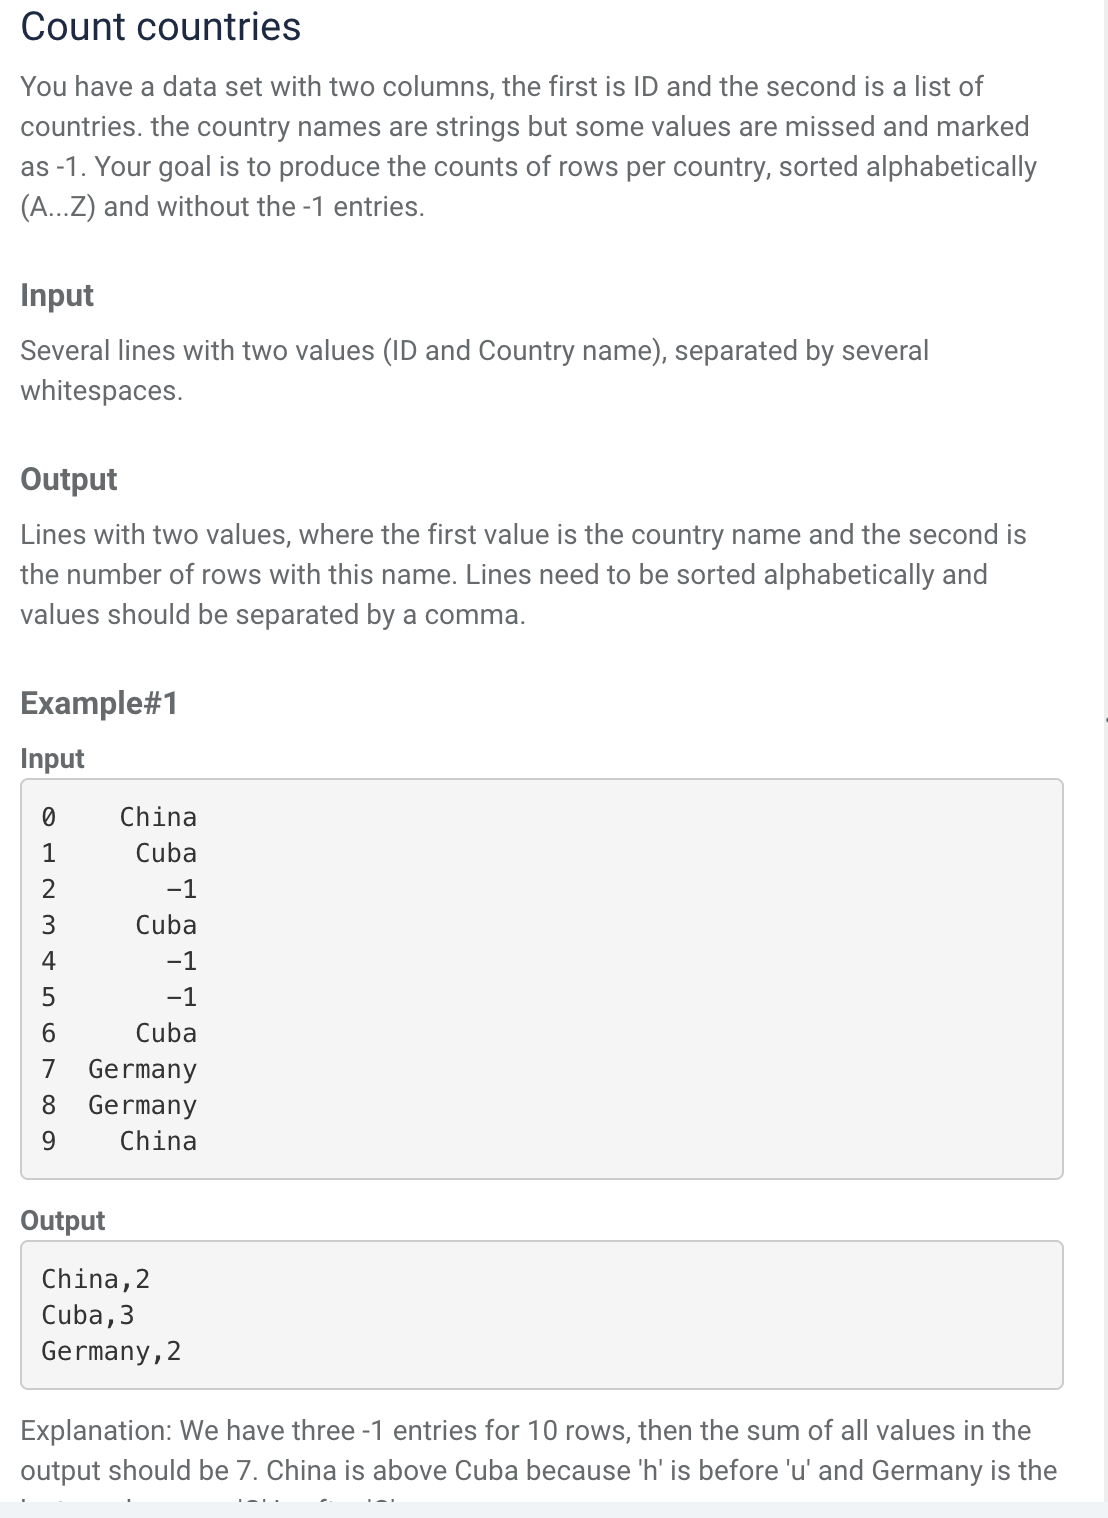 Count countries
You have a data set with two columns, the first is ID and the second is a list of
countries. the country names are strings but some values are missed and marked
as -1. Your goal is to produce the counts of rows per country, sorted alphabetically
(A...Z) and without the -1 entries.
Input
Several lines with two values (ID and Country name), separated by several
whitespaces.
Output
Lines with two values, where the first value is the country name and the second is
the number of rows with this name. Lines need to be sorted alphabetically and
values should be separated by a comma.
Example#1
Input
0    China
1     Cuba
2       -1
3     Cuba
4       -1
5       -1
6     Cuba
7  Germany
8  Germany
9    China
Output
China,2
Cuba,3
Germany,2
Explanation: We have three -1 entries for 10 rows, then the sum of all values in the
output should be 7. China is above Cuba because 'h' is before 'u' and Germany is the